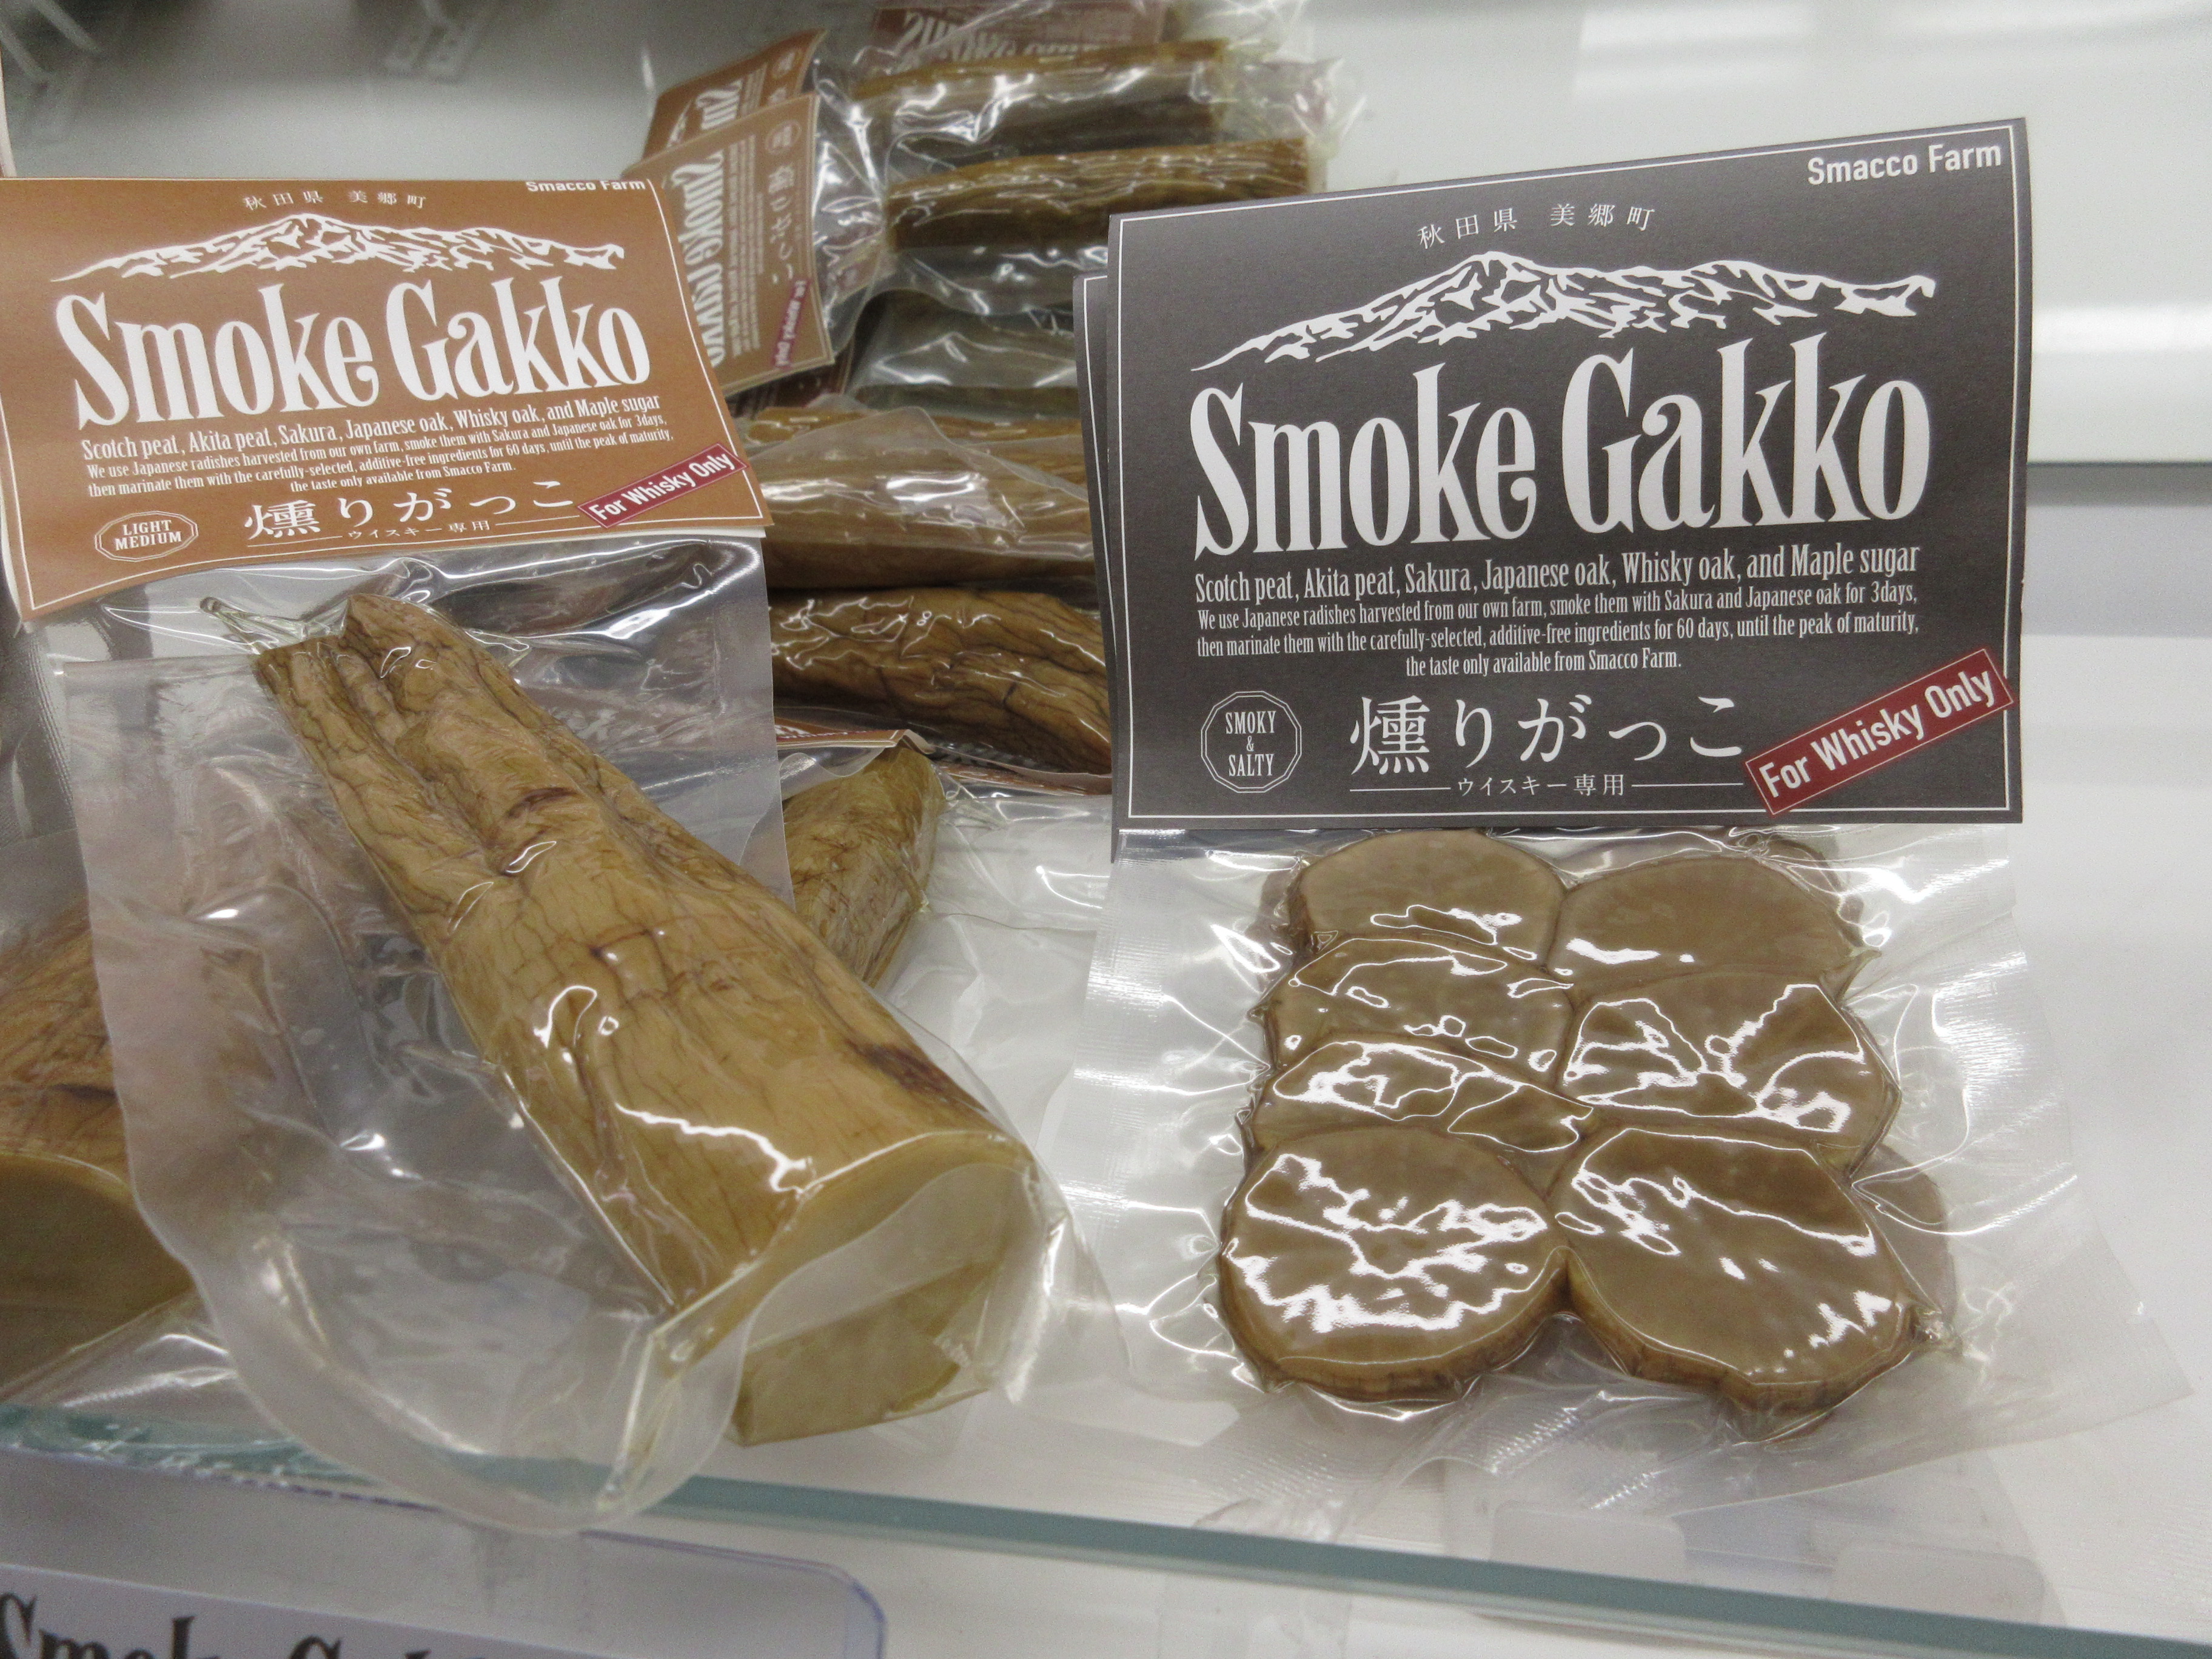 Smacco Farm
秋田県 美郷町
Smoke Gakko
Scotch peat, Akita peat, Sakura, Japanese oak, Whisky oak, and Maple sugar
We use Japanese radishes harvested from our own farm, smoke them with Sakura and Japanese oak for 3days,
then marinate them with the carefully-selected, additive-free ingredients for 60 days, until the peak of maturity,
the taste only available from Smacco Farm.
LIGHT
MEDIUM
燻りがっこ
ウイスキー専用
For Whisky Only
Smacco Farm
秋田県 美郷町
Smoke Gakko
Scotch peat, Akita peat, Sakura, Japanese oak, Whisky oak, and Maple sugar
We use Japanese radishes harvested from our own farm, smoke them with Sakura and Japanese oak for 3days,
then marinate them with the carefully-selected, additive-free ingredients for 60 days, until the peak of maturity,
the taste only available from Smacco Farm.
SMOKY
&
SALTY
燻りがっこ
ウイスキー専用
For Whisky Only